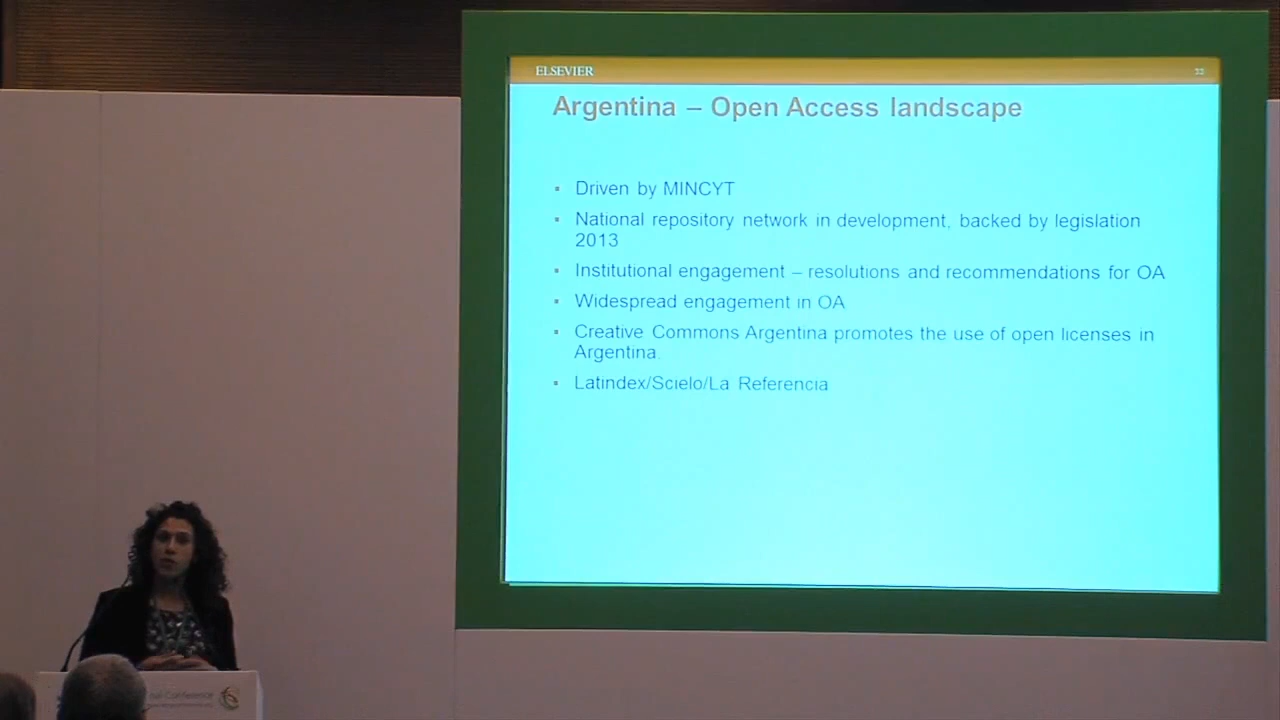 ELSEVIER
33
Argentina – Open Access landscape
▪ Driven by MINCYT
▪ National repository network in development, backed by legislation
2013
▪ Institutional engagement – resolutions and recommendations for OA
▪ Widespread engagement in OA
▪ Creative Commons Argentina promotes the use of open licenses in
Argentina.
▪ Latindex/Scielo/La Referencia
Conference